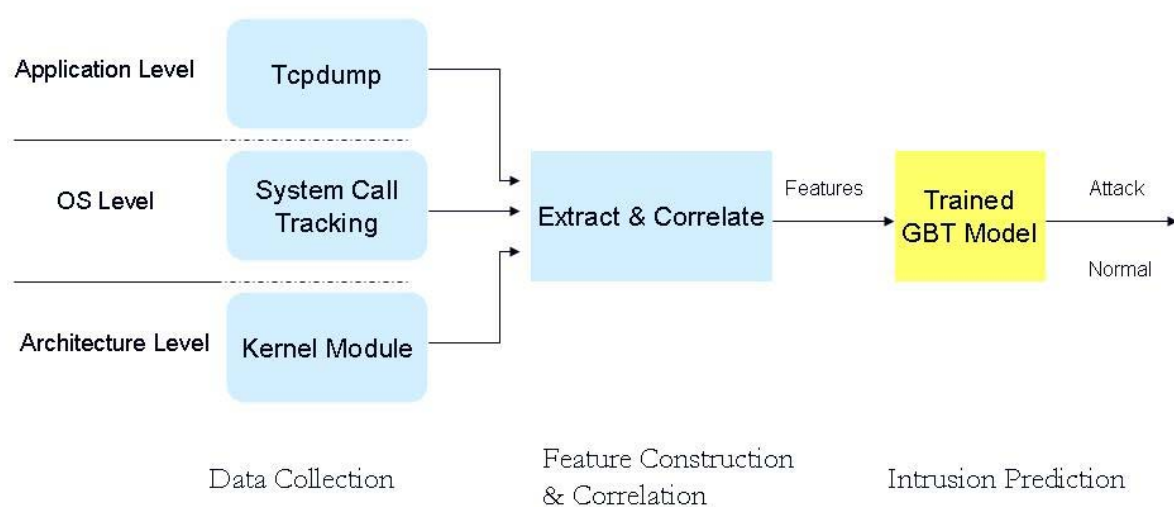 Application Level
Tcpdump
OS Level
System Call
Tracking
Architecture Level
Kernel Module
Extract & Correlate
Features
Trained
GBT Model
Attack
Normal
Data Collection
Feature Construction
& Correlation
Intrusion Prediction